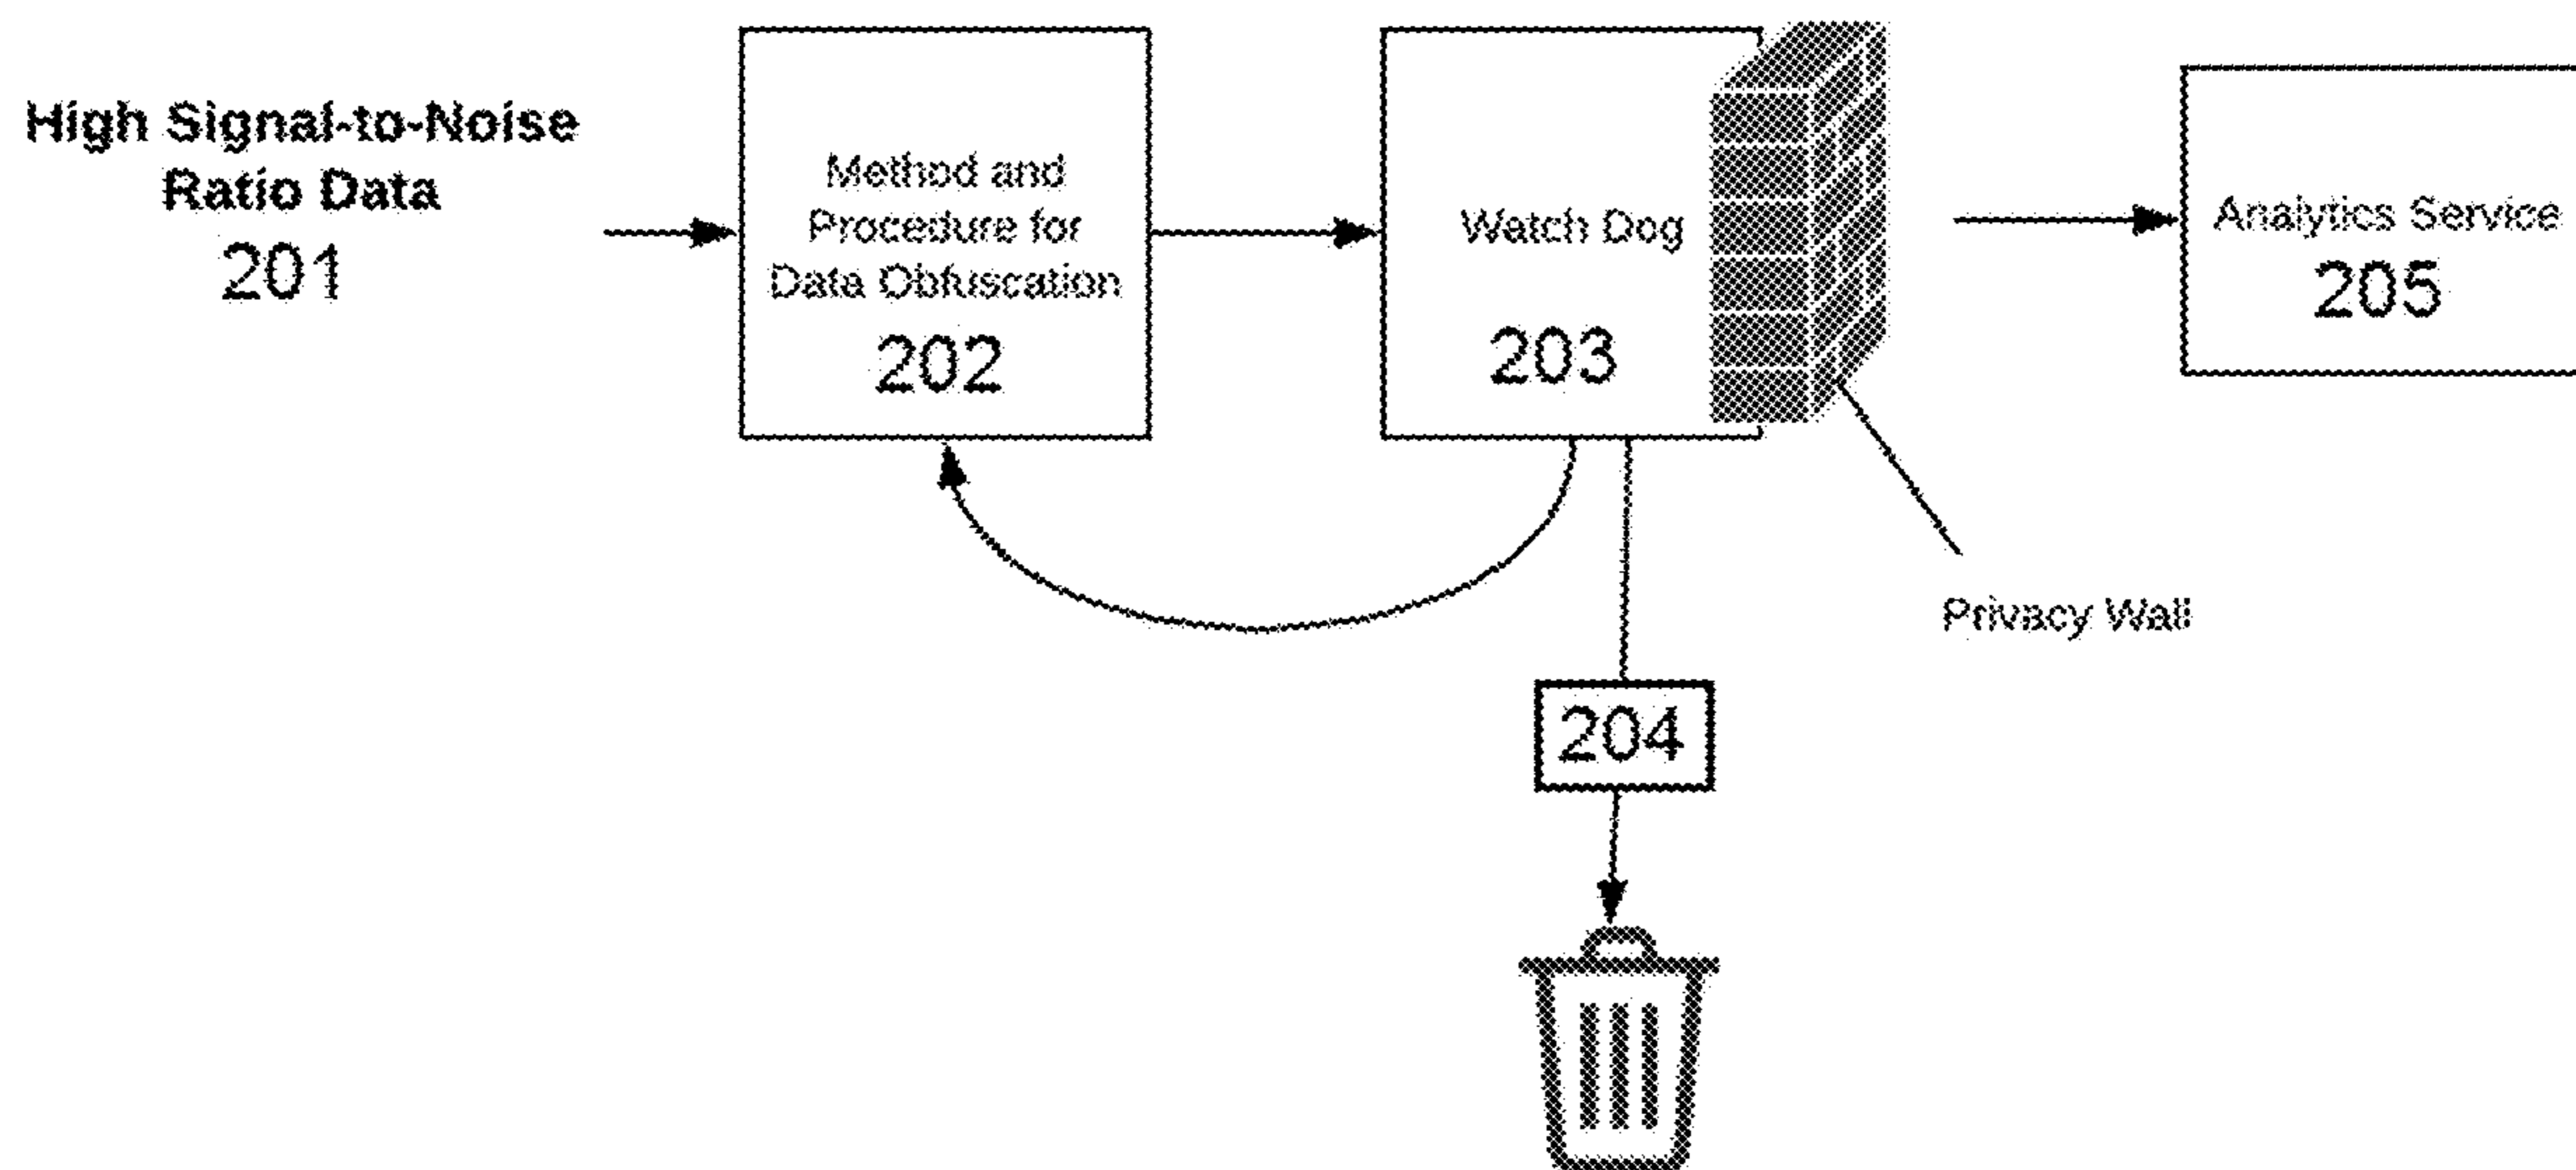 High Signal-to-Noise
Ratio Data
201
Method and
Procedure for
Data Obfuscation
202
Watch Dog
203
Analytics Service
205
Privacy Wall
204